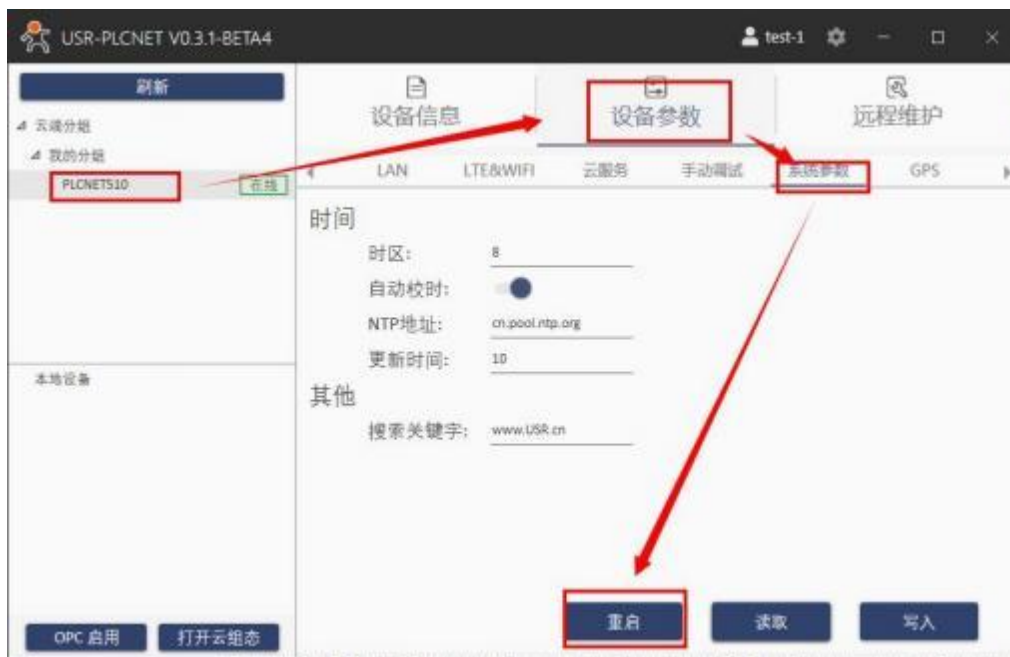 USR-PLCNET V0.3.1-BETA4
test-1
刷新
云端分组
我的分组
PLCNET510
在线
设备信息
设备参数
远程维护
LAN
LTE&WIFI
云服务
手动调试
系统参数
GPS
时间
时区:
8
自动校时:
NTP地址:
cn.pool.ntp.org
更新时间:
10
其他
搜索关键字:
www.USR.cn
本地设备
OPC 启用
打开云组态
重启
读取
写入